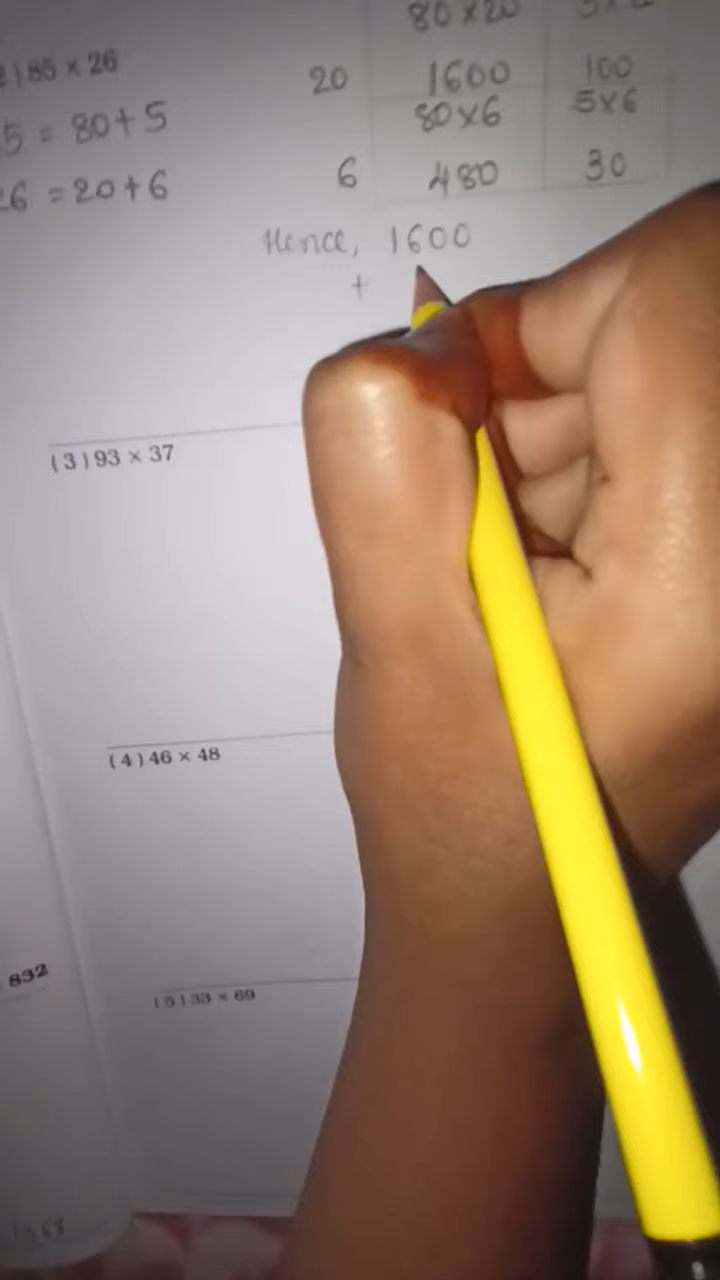 80×20
) 85 × 26
20 1600 100
5 = 80+5
80×6 5×6
26 = 20+6
6 480 30
Hence, 1600
+
(3) 93 × 37
(4) 46 × 48
832
(5) 33 × 69